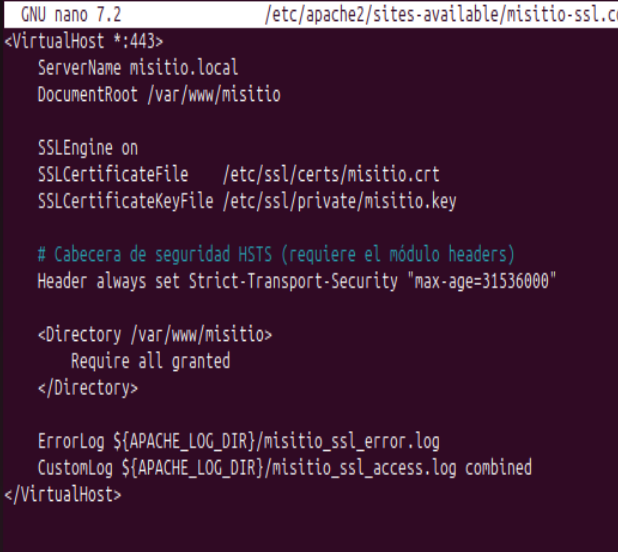 GNU nano 7.2 /etc/apache2/sites-available/misitio-ssl.c
<VirtualHost *:443>
    ServerName misitio.local
    DocumentRoot /var/www/misitio

    SSLEngine on
    SSLCertificateFile    /etc/ssl/certs/misitio.crt
    SSLCertificateKeyFile /etc/ssl/private/misitio.key

    # Cabecera de seguridad HSTS (requiere el módulo headers)
    Header always set Strict-Transport-Security "max-age=31536000"

    <Directory /var/www/misitio>
        Require all granted
    </Directory>

    ErrorLog ${APACHE_LOG_DIR}/misitio_ssl_error.log
    CustomLog ${APACHE_LOG_DIR}/misitio_ssl_access.log combined
</VirtualHost>